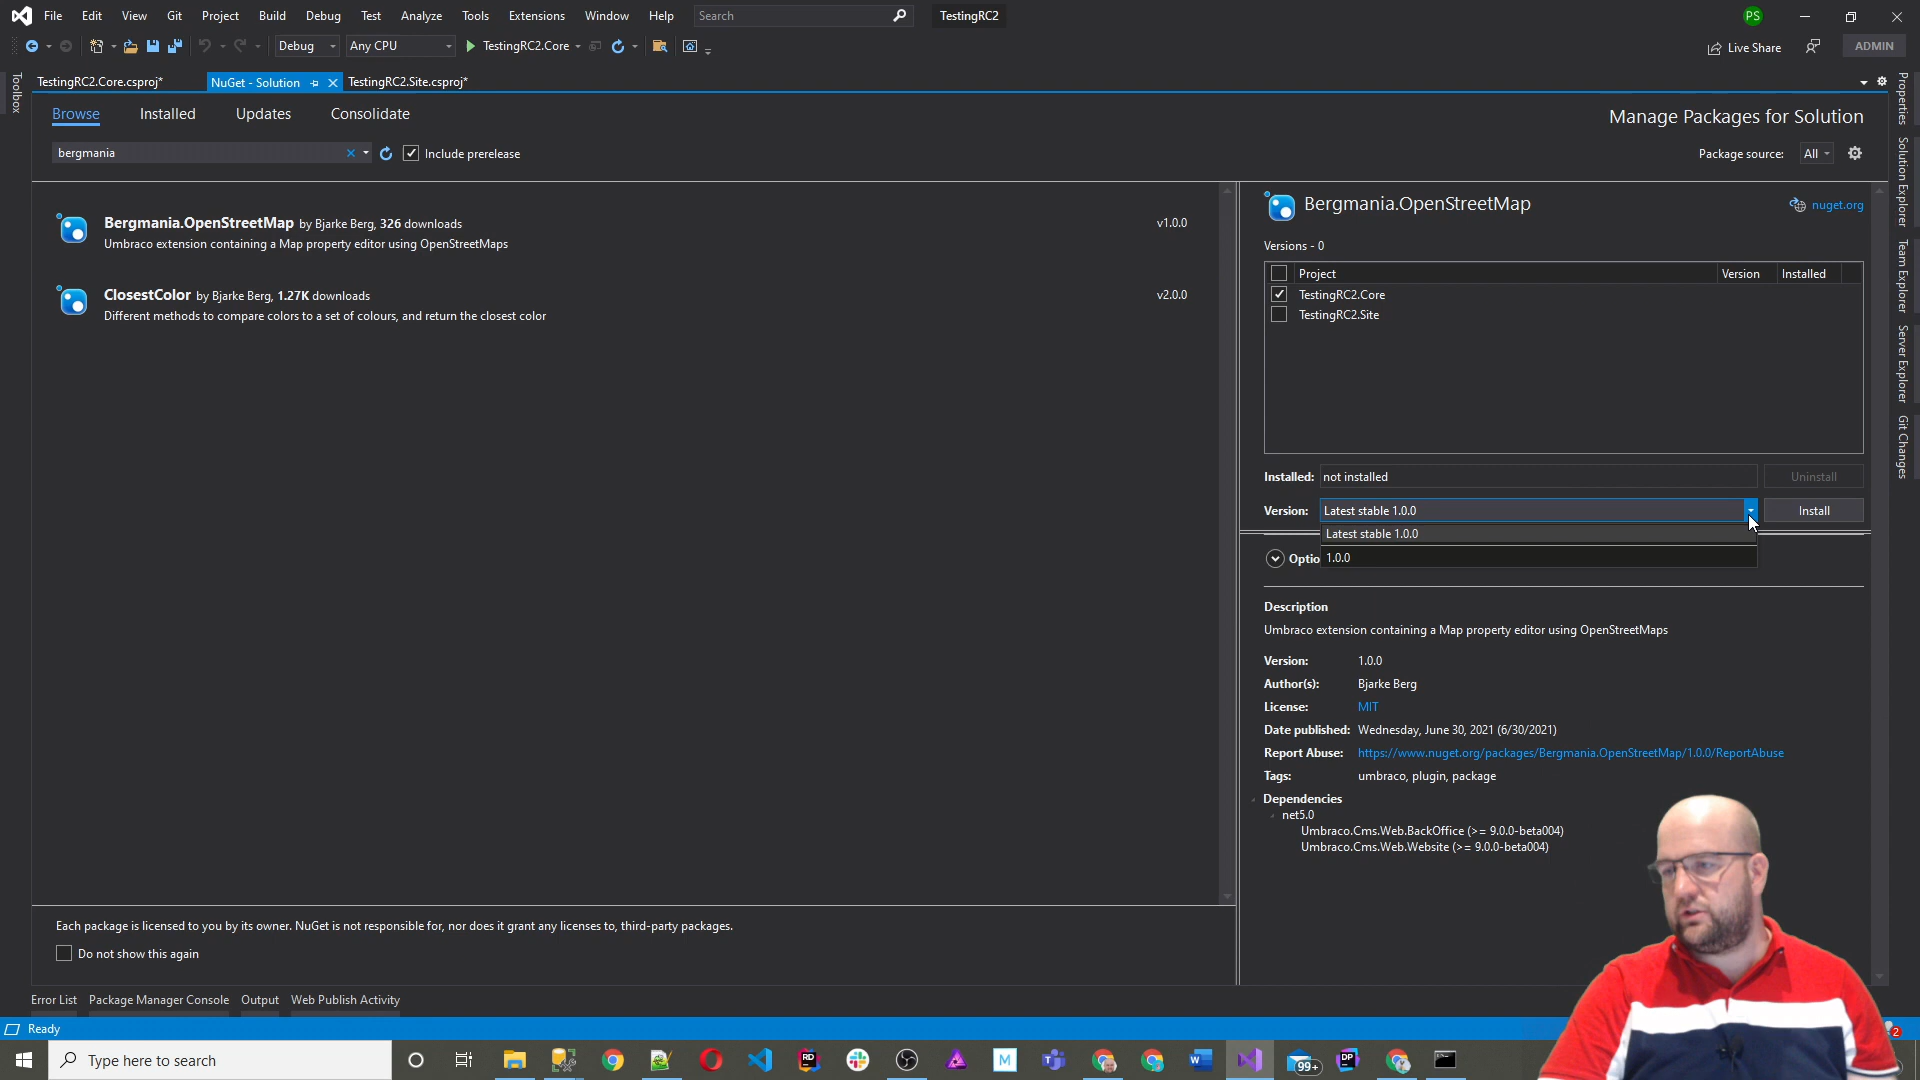 File Edit View Git Project Build Debug Test Analyze Tools Extensions Window Help Search TestingRC2 PS
Debug Any CPU TestingRC2.Core Live Share ADMIN
Toolbox
TestingRC2.Core.csproj* NuGet - Solution TestingRC2.Site.csproj*
Browse Installed Updates Consolidate Manage Packages for Solution
bergmania Include prerelease Package source: All
Bergmania.OpenStreetMap by Bjarke Berg, 326 downloads v1.0.0
Umbraco extension containing a Map property editor using OpenStreetMaps
ClosestColor by Bjarke Berg, 1.27K downloads v2.0.0
Different methods to compare colors to a set of colours, and return the closest color
Bergmania.OpenStreetMap nuget.org
Versions - 0
Project Version Installed
TestingRC2.Core
TestingRC2.Site
Installed: not installed Uninstall
Version: Latest stable 1.0.0 Install
Latest stable 1.0.0
Optio 1.0.0
Description
Umbraco extension containing a Map property editor using OpenStreetMaps
Version: 1.0.0
Author(s): Bjarke Berg
License: MIT
Date published: Wednesday, June 30, 2021 (6/30/2021)
Report Abuse: https://www.nuget.org/packages/Bergmania.OpenStreetMap/1.0.0/ReportAbuse
Tags: umbraco, plugin, package
Dependencies
net5.0
Umbraco.Cms.Web.BackOffice (>= 9.0.0-beta004)
Umbraco.Cms.Web.Website (>= 9.0.0-beta004)
Properties
Solution Explorer
Team Explorer
Server Explorer
Git Changes
Each package is licensed to you by its owner. NuGet is not responsible for, nor does it grant any licenses to, third-party packages.
Do not show this again
Error List Package Manager Console Output Web Publish Activity
Ready 2
Type here to search RD M W 99+ DP